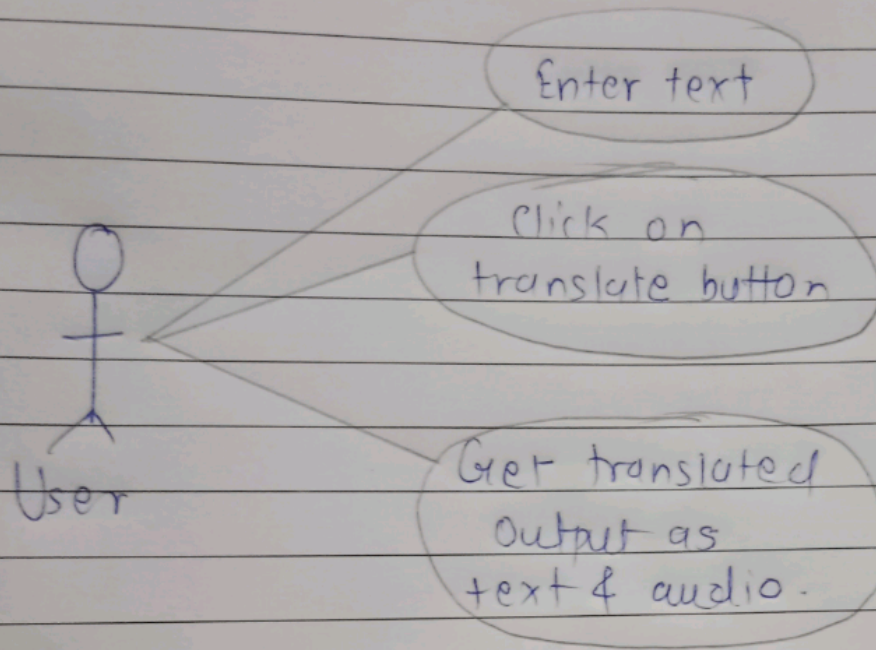 Enter text
Click on
translate button
User
Get translated
Output as
text & audio.